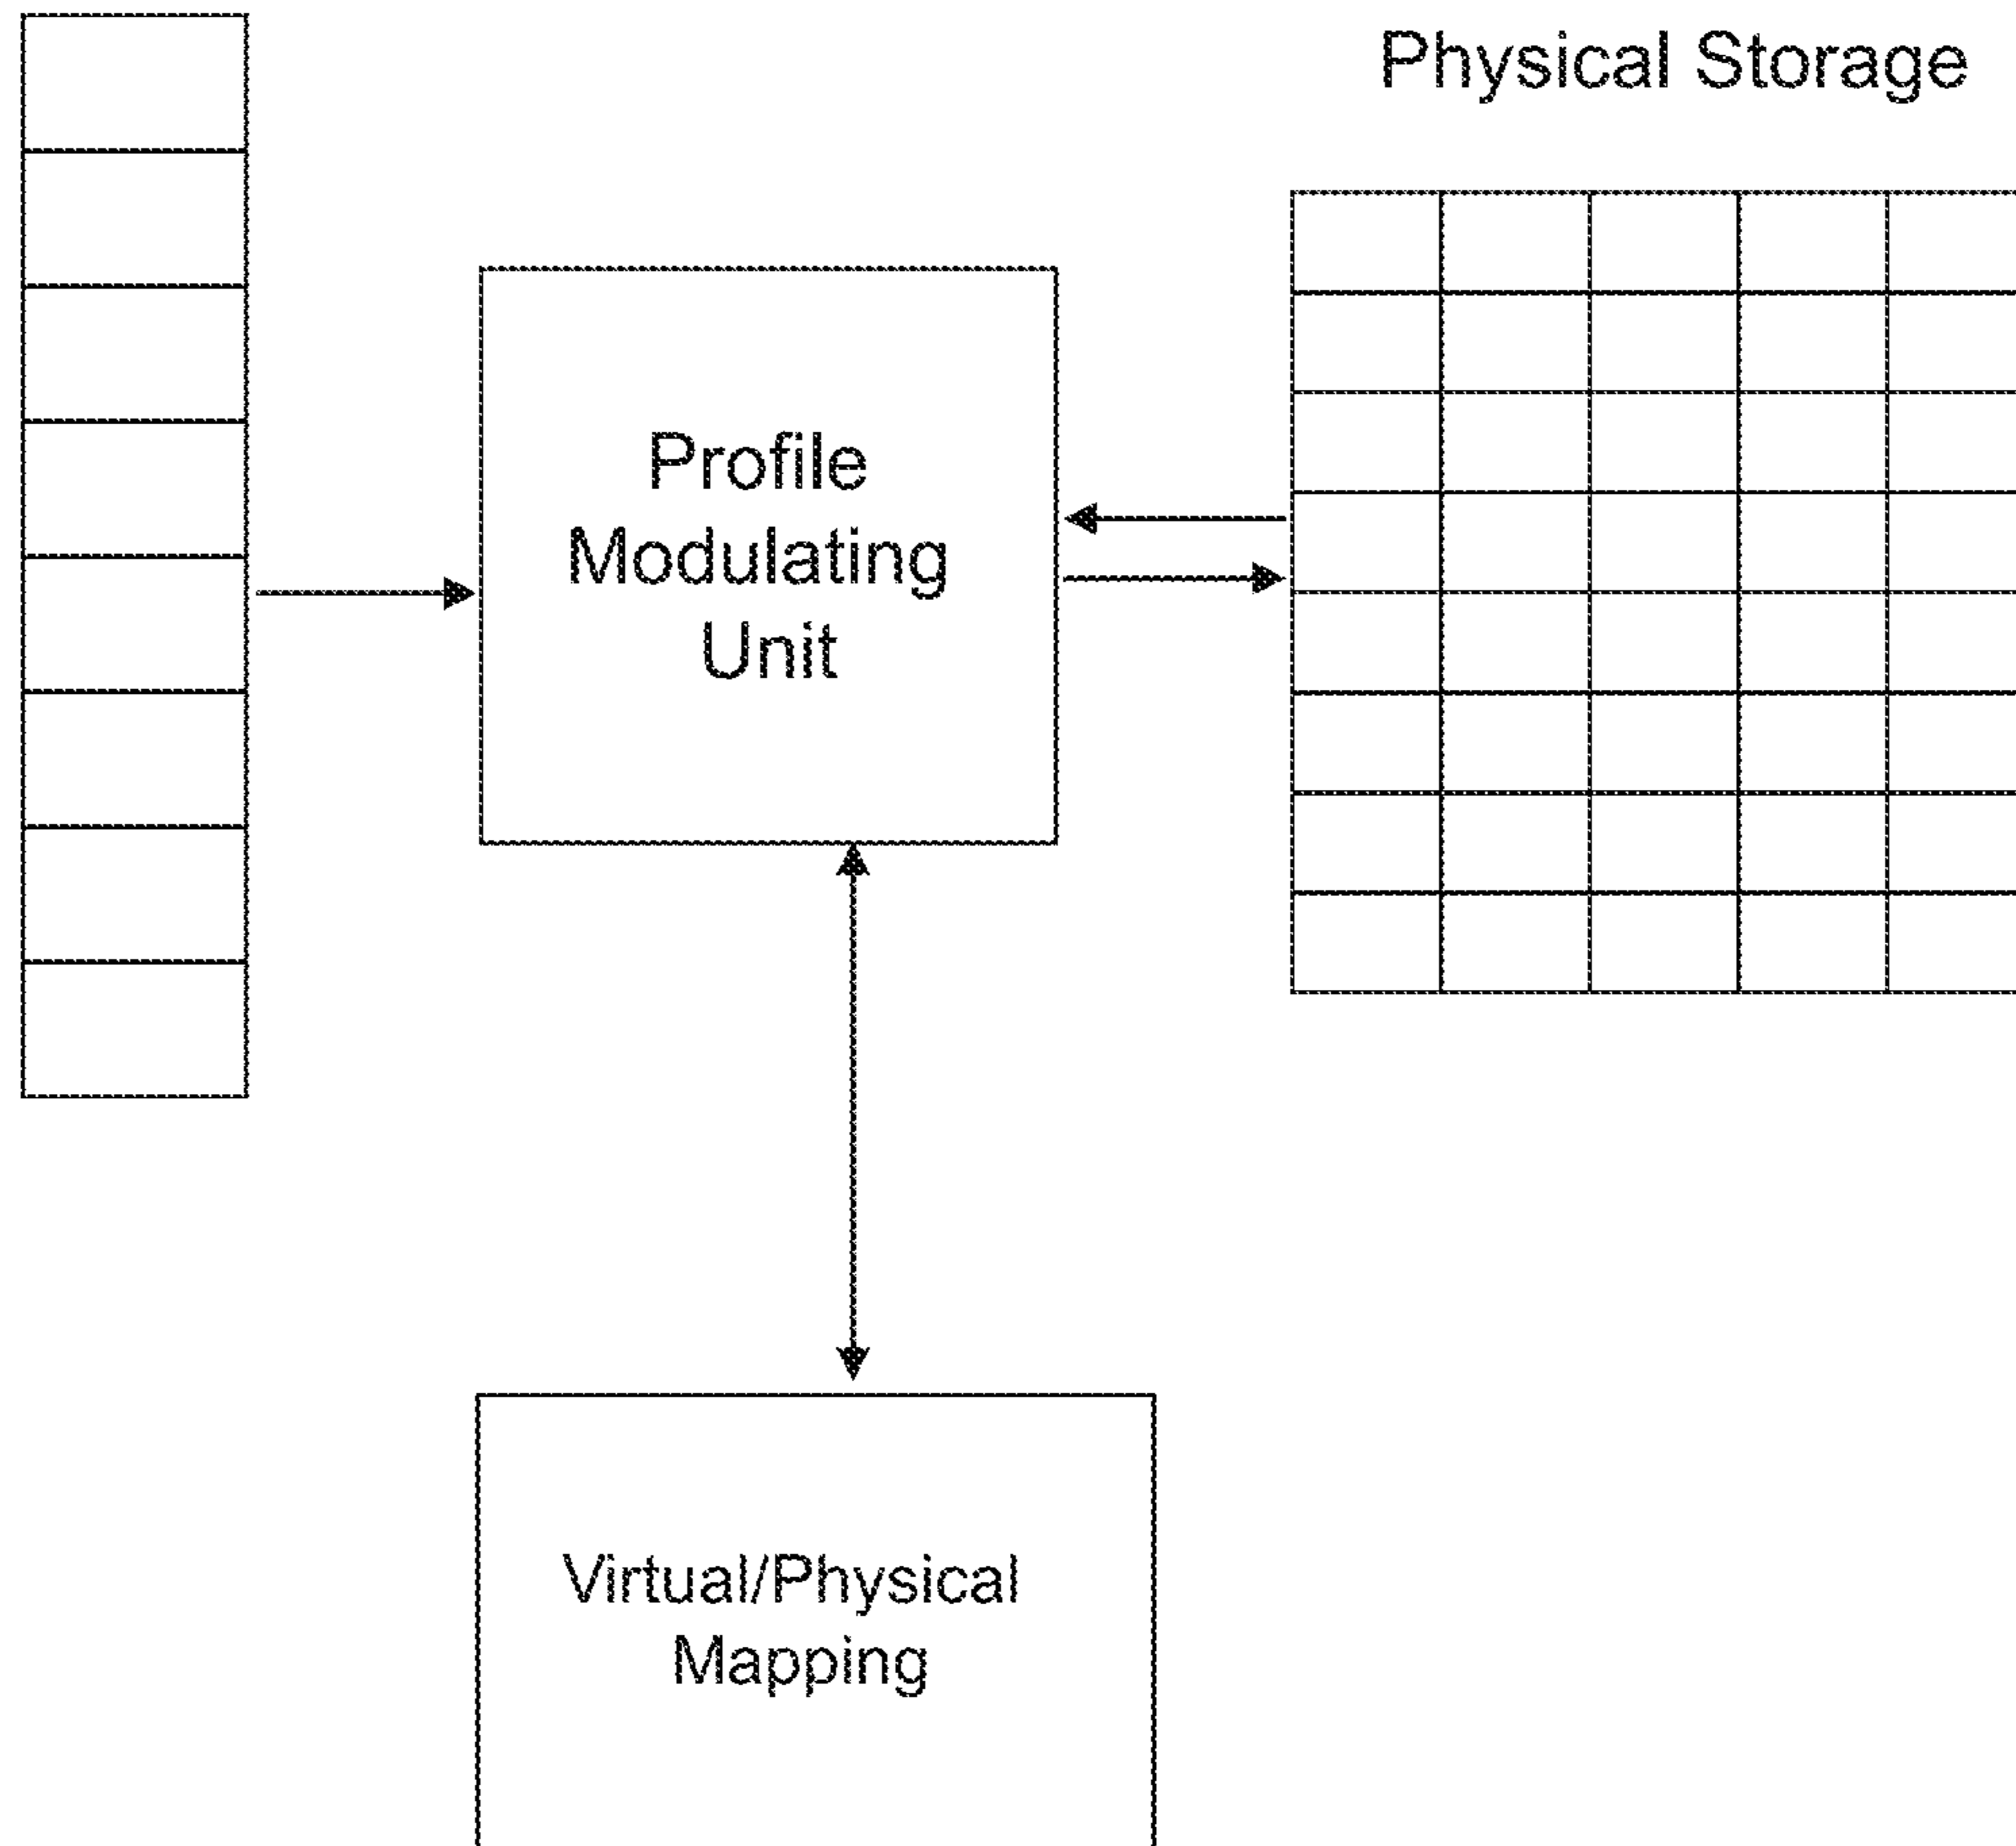 Physical Storage
Profile
Modulating
Unit
Virtual/Physical
Mapping